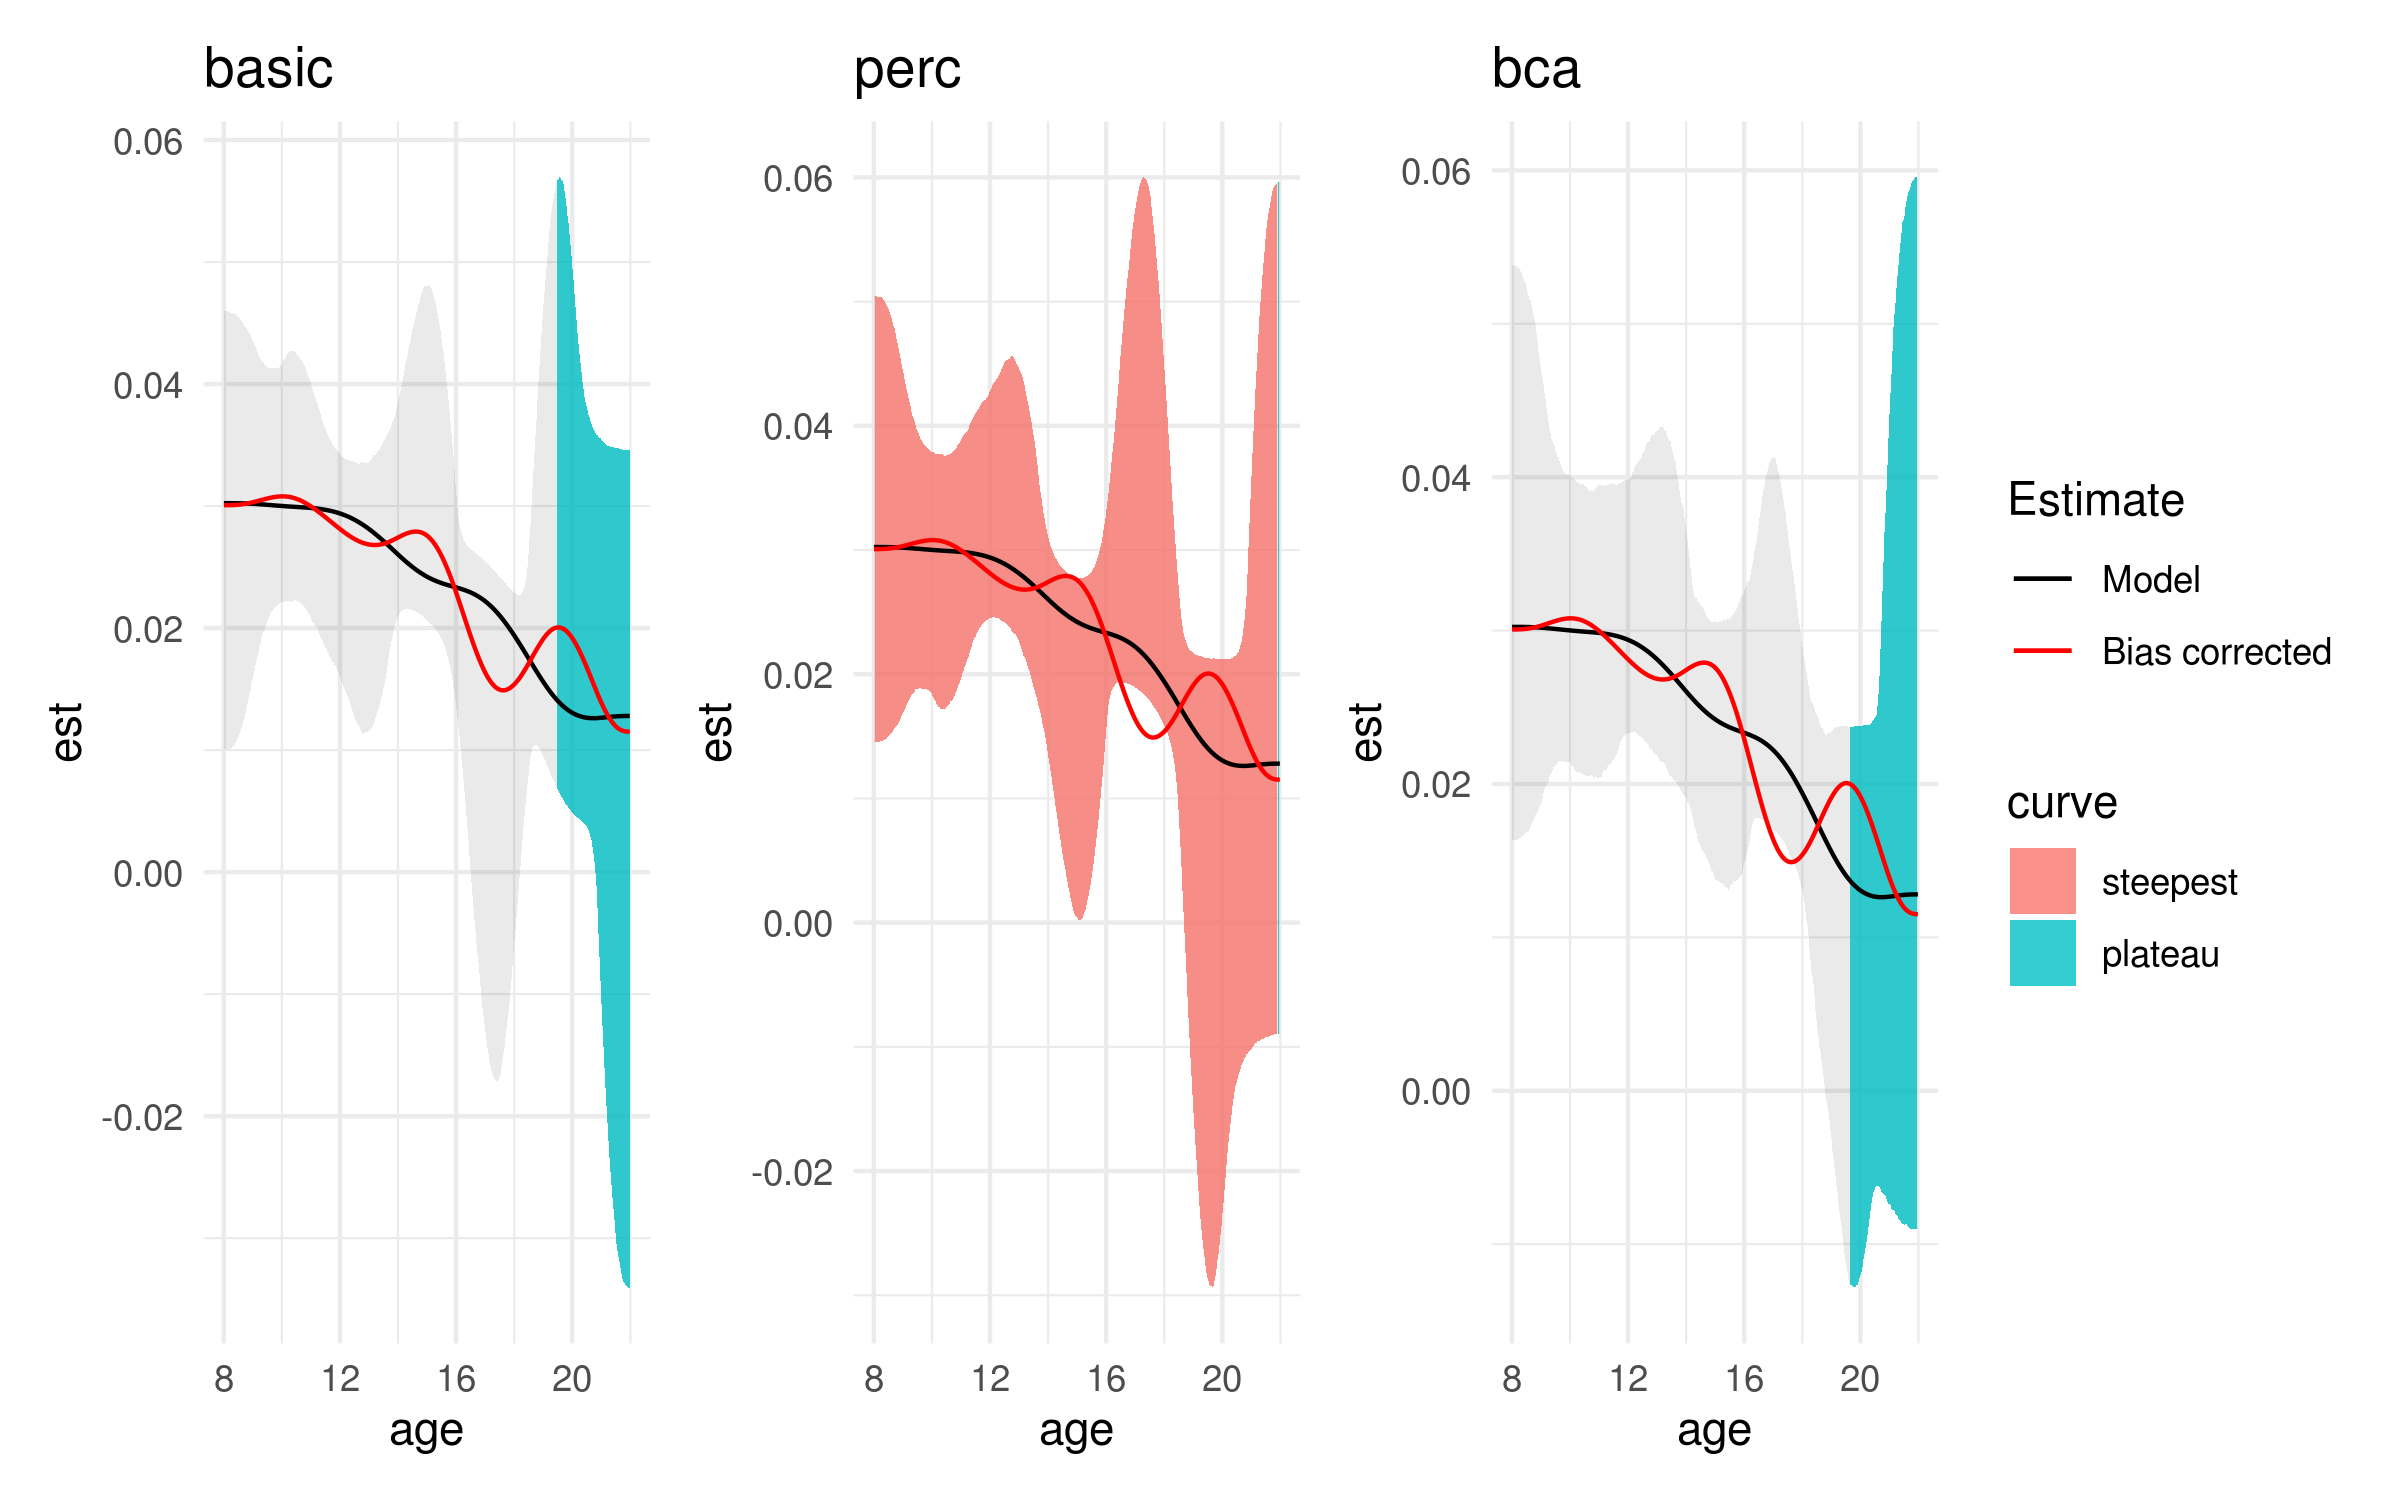 basic
0.06
0.04
0.02
0.00
-0.02
est
8 12 16 20
age
perc
0.06
0.04
0.02
0.00
-0.02
est
8 12 16 20
age
bca
0.06
0.04
0.02
0.00
est
8 12 16 20
age
Estimate
Model
Bias corrected
curve
steepest
plateau